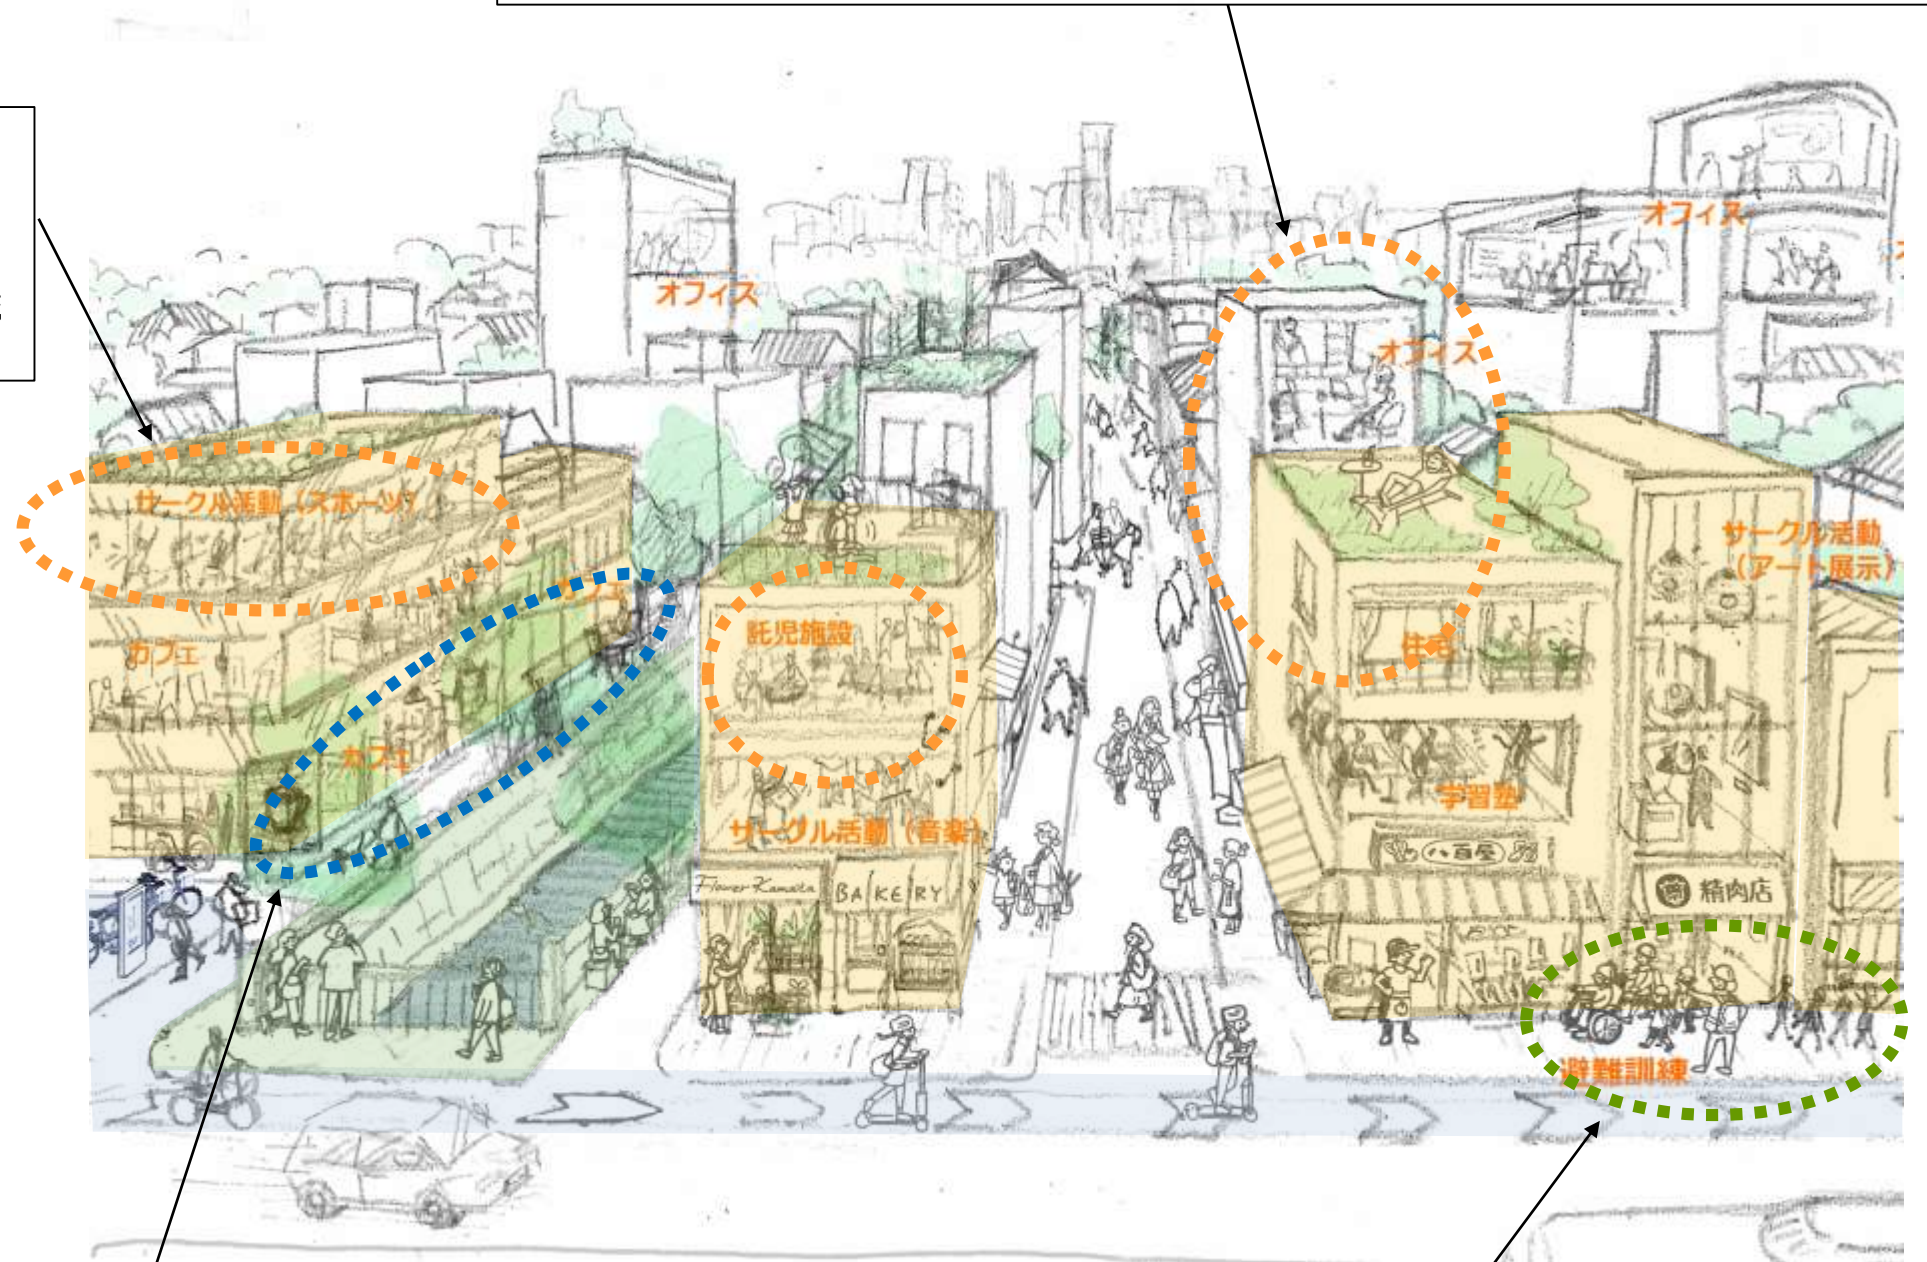 オフィス
オフィス
オフィス
サークル活動（スポーツ）
サークル活動
（アート展示）
カフェ
託児施設
住宅
カフェ
カフェ
学習塾
サークル活動（音楽）
八百屋
Flower Kamata
BAKERY
精肉店
避難訓練